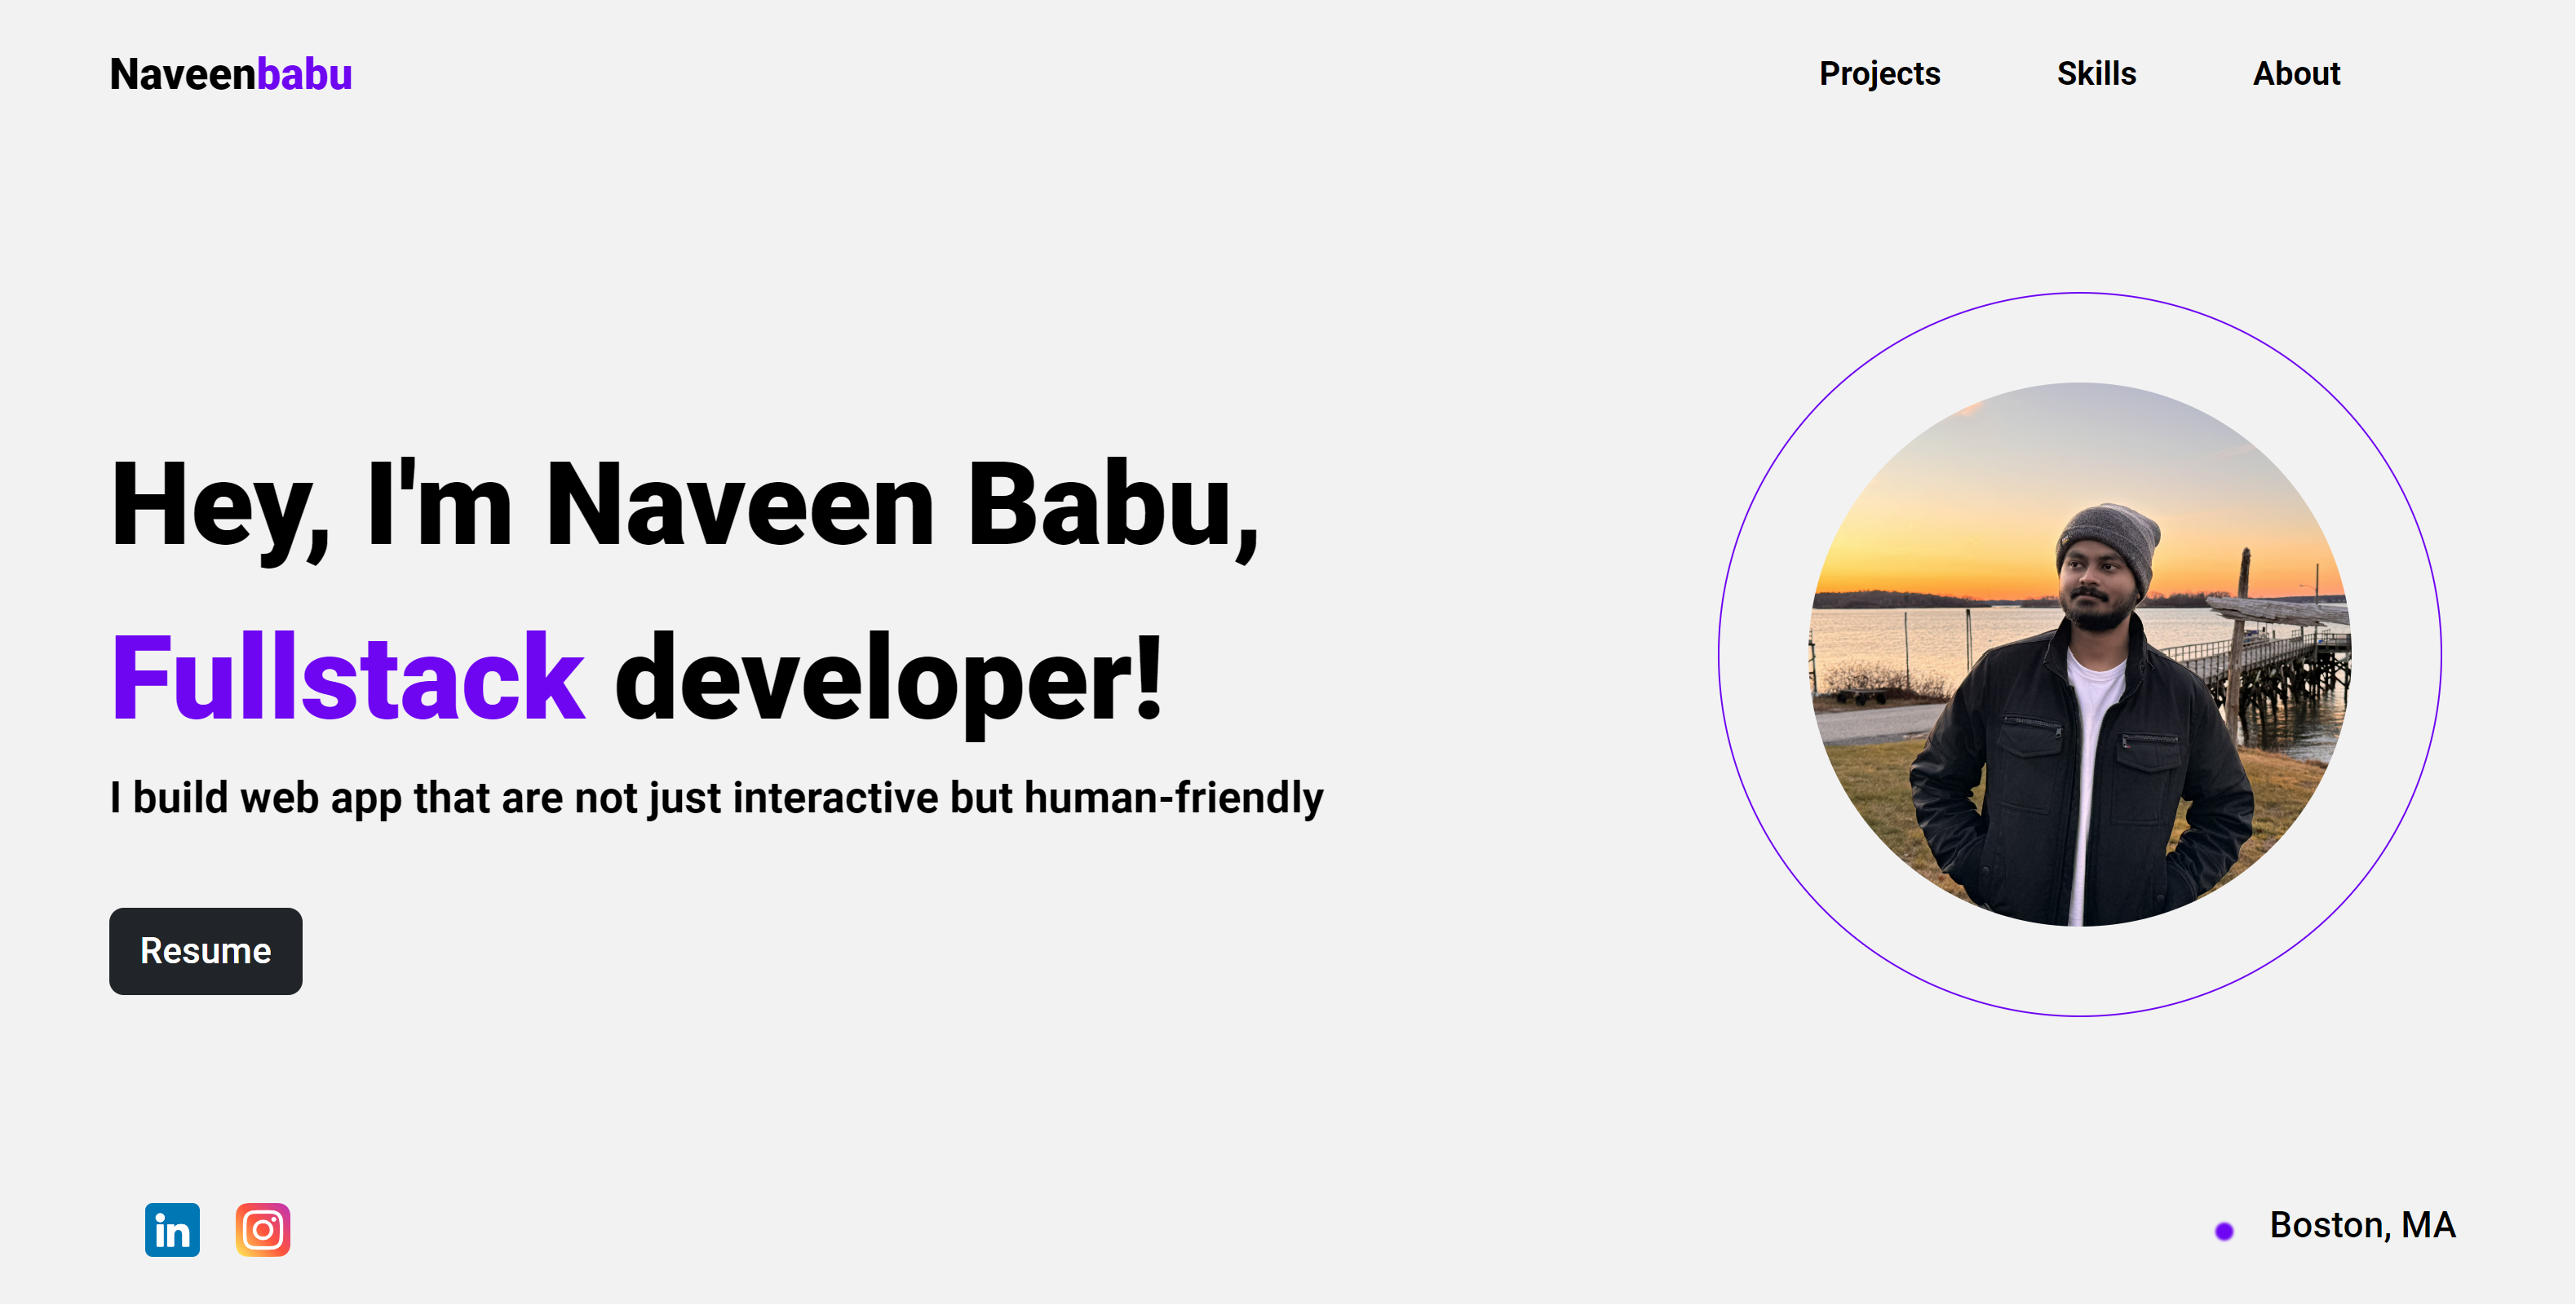 Naveenbabu
Projects Skills About
Hey, I'm Naveen Babu,
Fullstack developer!
I build web app that are not just interactive but human-friendly
Resume
in
Boston, MA